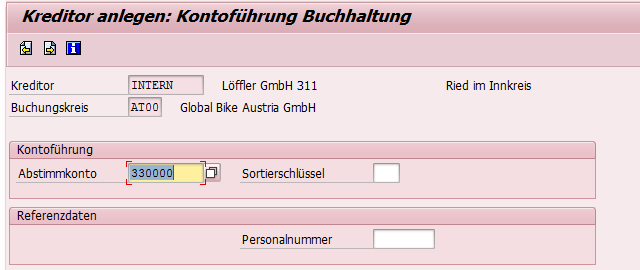 Kreditor anlegen: Kontoführung Buchhaltung
Kreditor INTERN Löffler GmbH 311 Ried im Innkreis
Buchungskreis AT00 Global Bike Austria GmbH
Kontoführung
Abstimmkonto 330000 Sortierschlüssel
Referenzdaten
Personalnummer